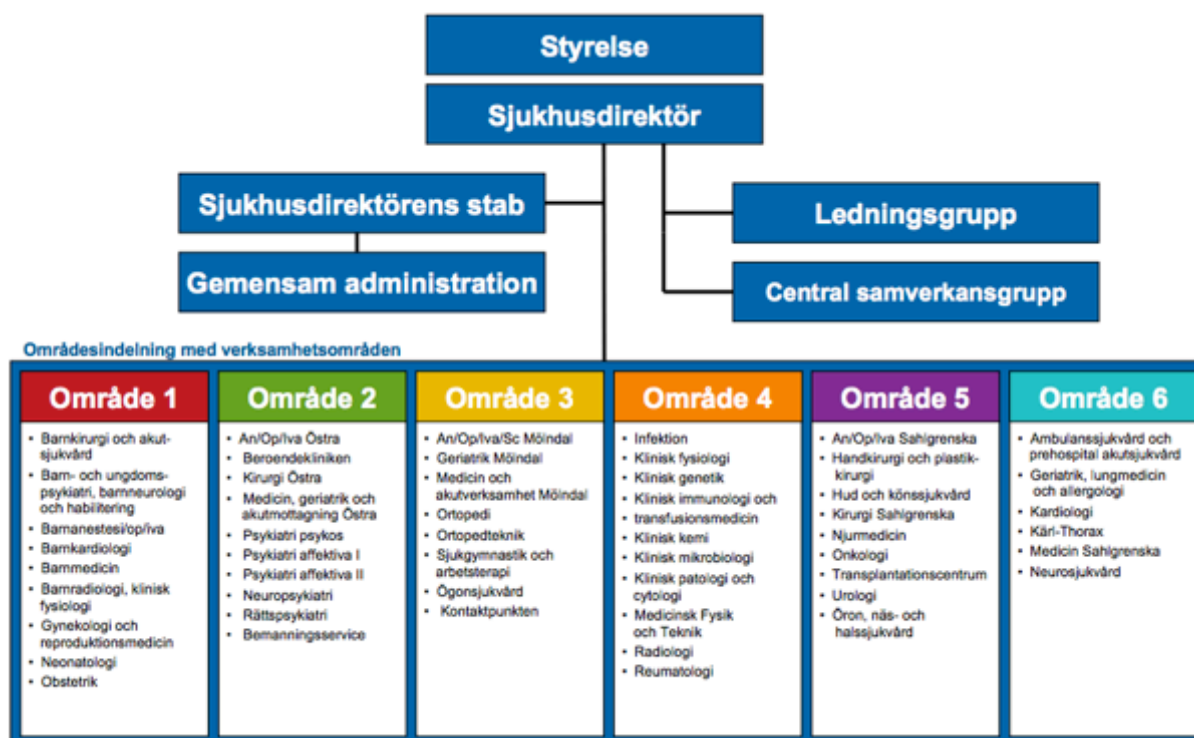 Styrelse
Sjukhusdirektör
Sjukhusdirektörens stab
Ledningsgrupp
Gemensam administration
Central samverkansgrupp
Områdesindelning med verksamhetsområden
Område 1
• Barnkirurgi och akut-
sjukvård
• Barn- och ungdoms-
psykiatri, barnneurologi
och habilitering
• Barnanestesi/op/iva
• Barnkardiologi
• Barnmedicin
• Barnradiologi, klinisk
fysiologi
• Gynekologi och
reproduktionsmedicin
• Neonatologi
• Obstetrik
Område 2
• An/Op/Iva Östra
• Beroendekliniken
• Kirurgi Östra
• Medicin, geriatrik och
akutmottagning Östra
• Psykiatri psykos
• Psykiatri affektiva I
• Psykiatri affektiva II
• Neuropsykiatri
• Rättspsykiatri
• Bemanningsservice
Område 3
• An/Op/Iva/Sc Mölndal
• Geriatrik Mölndal
• Medicin och
akutverksamhet Mölndal
• Ortopedi
• Ortopedteknik
• Sjukgymnastik och
arbetsterapi
• Ögonsjukvård
• Kontaktpunkten
Område 4
• Infektion
• Klinisk fysiologi
• Klinisk genetik
• Klinisk immunologi och
• transfusionsmedicin
• Klinisk kemi
• Klinisk mikrobiologi
• Klinisk patologi och
cytologi
• Medicinsk Fysik
och Teknik
• Radiologi
• Reumatologi
Område 5
• An/Op/Iva Sahlgrenska
• Handkirurgi och plastik-
kirurgi
• Hud och könssjukvård
• Kirurgi Sahlgrenska
• Njurmedicin
• Onkologi
• Transplantationscentrum
• Urologi
• Öron, näs- och
halssjukvård
Område 6
• Ambulanssjukvård och
prehospital akutsjukvård
• Geriatrik, lungmedicin
och allergologi
• Kardiologi
• Kärl-Thorax
• Medicin Sahlgrenska
• Neurosjukvård